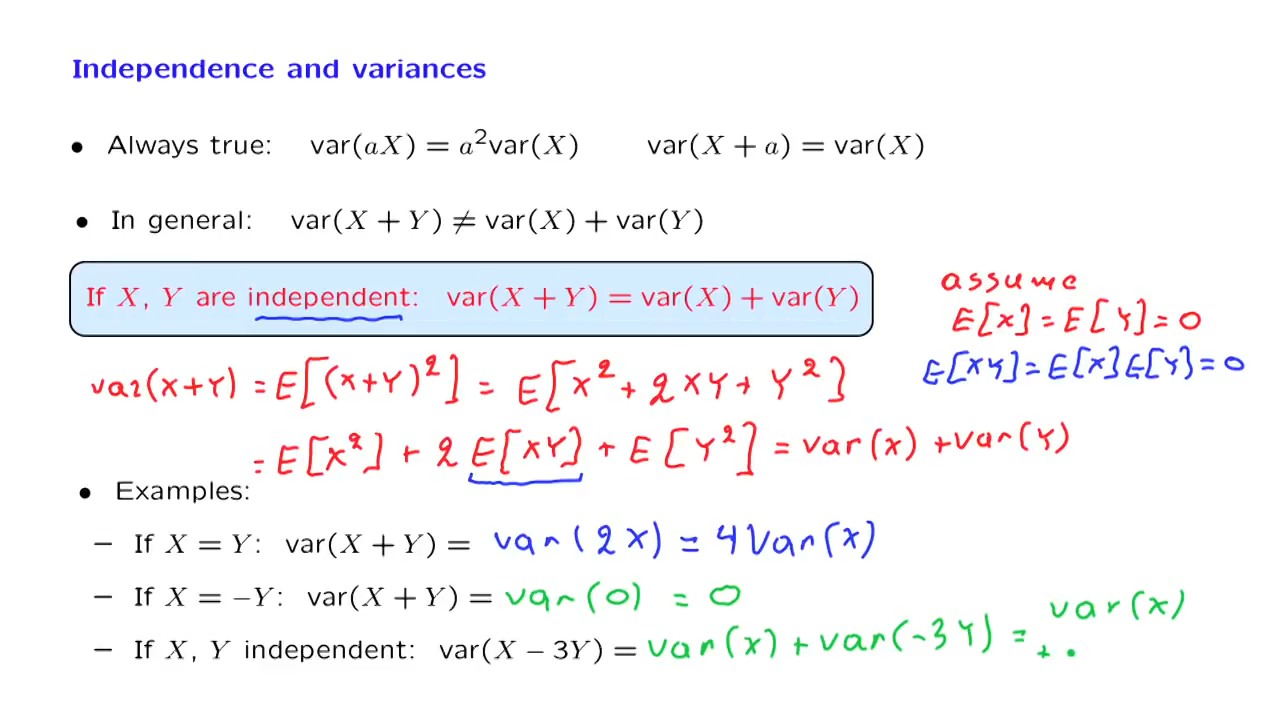 Independence and variances
• Always true: var(aX) = a²var(X) var(X + a) = var(X)
• In general: var(X + Y) ≠ var(X) + var(Y)
If X, Y are independent: var(X + Y) = var(X) + var(Y)
assume
E[X] = E[Y] = 0
E[XY] = E[X]E[Y] = 0
var(X+Y) = E[(X+Y)²] = E[X² + 2XY + Y²]
= E[X²] + 2 E[XY] + E[Y²] = var(X) + var(Y)
• Examples:
– If X = Y: var(X + Y) = var(2X) = 4Var(X)
– If X = −Y: var(X + Y) = var(0) = 0
– If X, Y independent: var(X − 3Y) = var(X) + var(-3Y) = var(X)
+